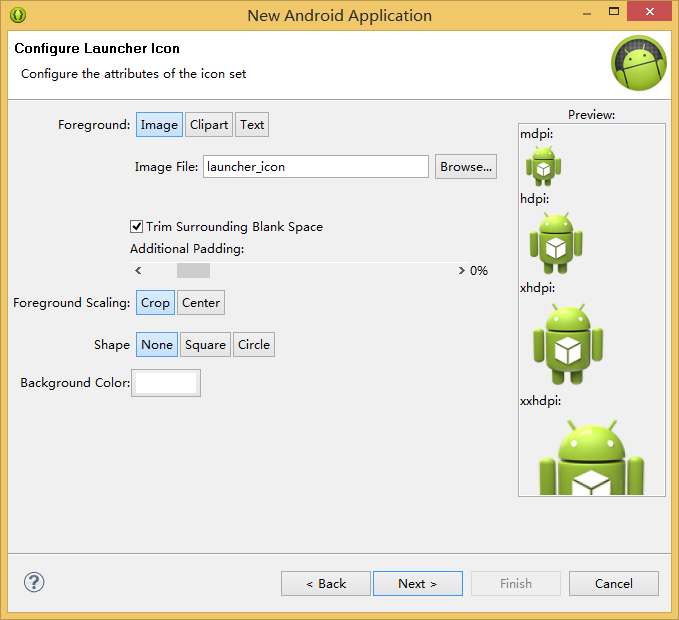 New Android Application
Configure Launcher Icon
Configure the attributes of the icon set
Foreground: Image Clipart Text
Image File: launcher_icon Browse...
Trim Surrounding Blank Space
Additional Padding:
0%
Foreground Scaling: Crop Center
Shape None Square Circle
Background Color:
Preview:
mdpi:
hdpi:
xhdpi:
xxhdpi:
? < Back Next > Finish Cancel